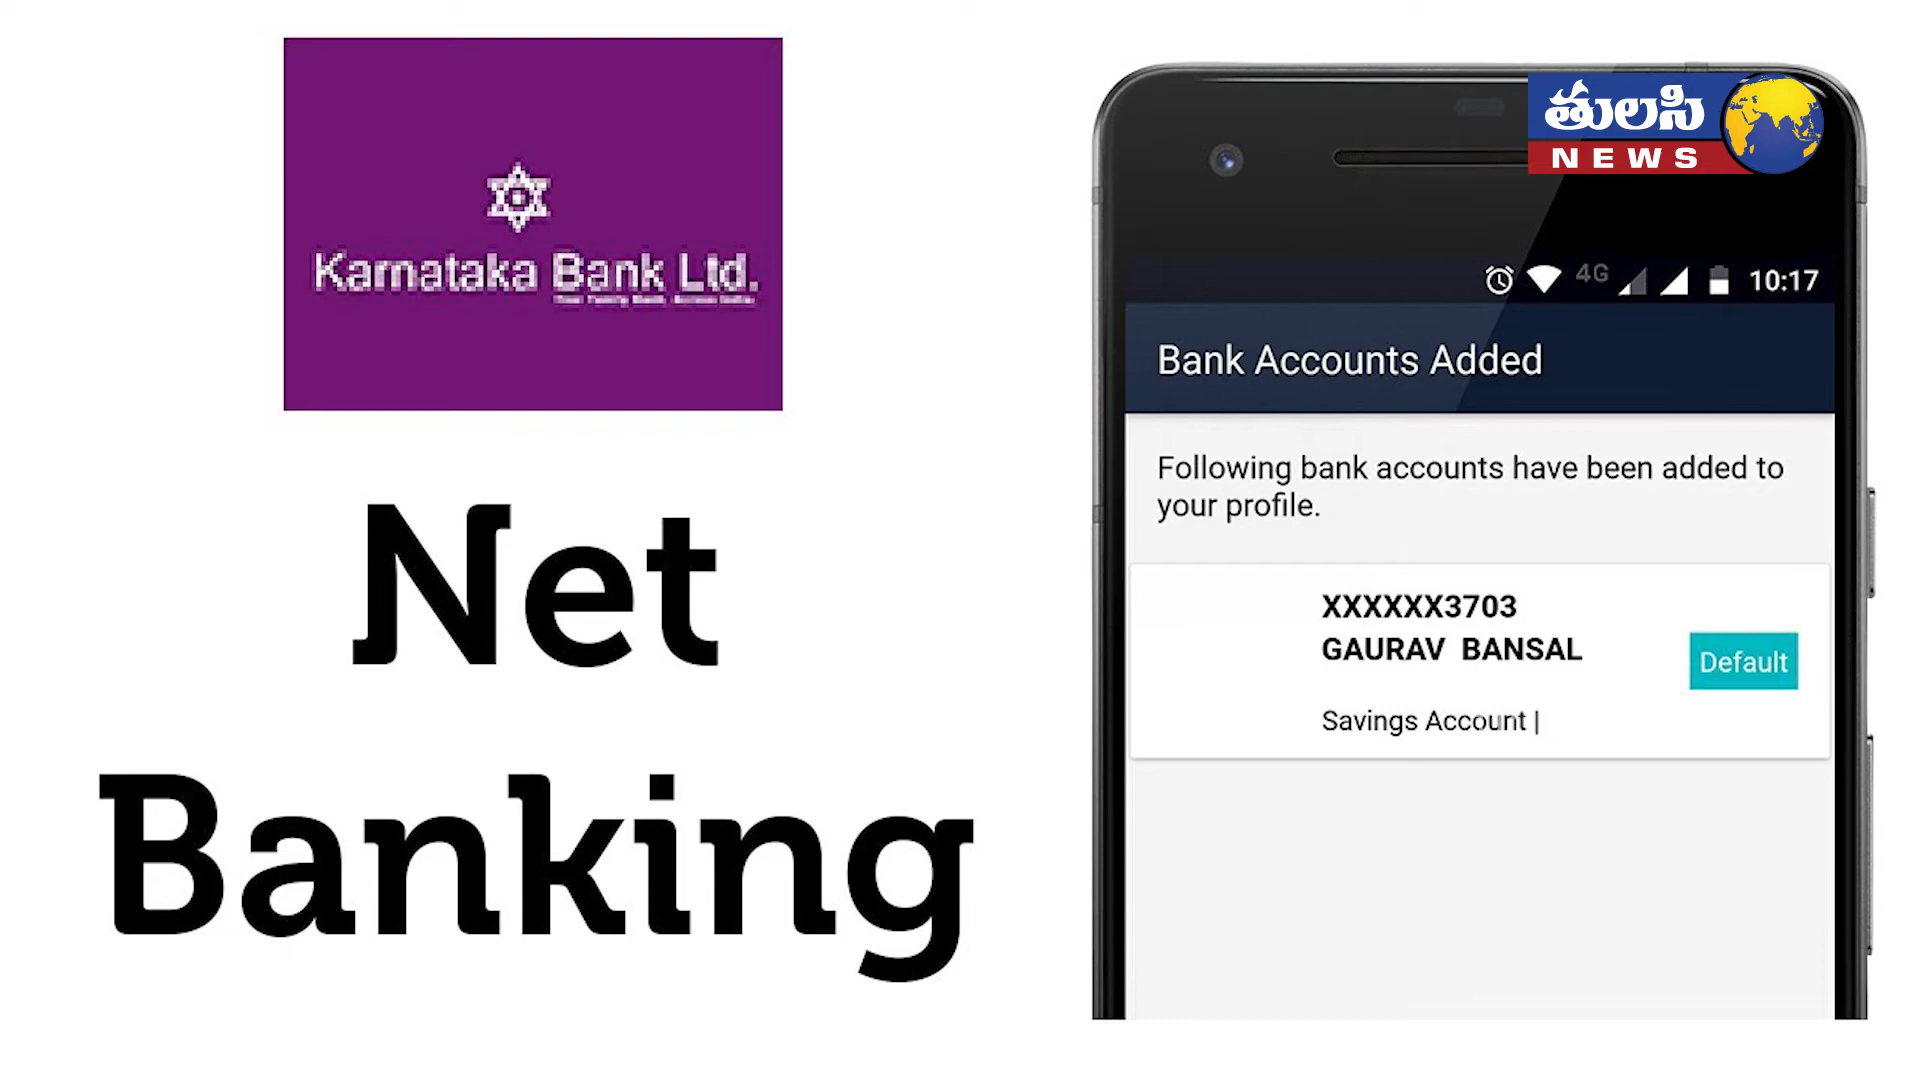 Karnataka Bank Ltd.
Net
Banking
తులసి
NEWS
4G 10:17
Bank Accounts Added
Following bank accounts have been added to
your profile.
XXXXXX3703
GAURAV BANSAL
Default
Savings Account |